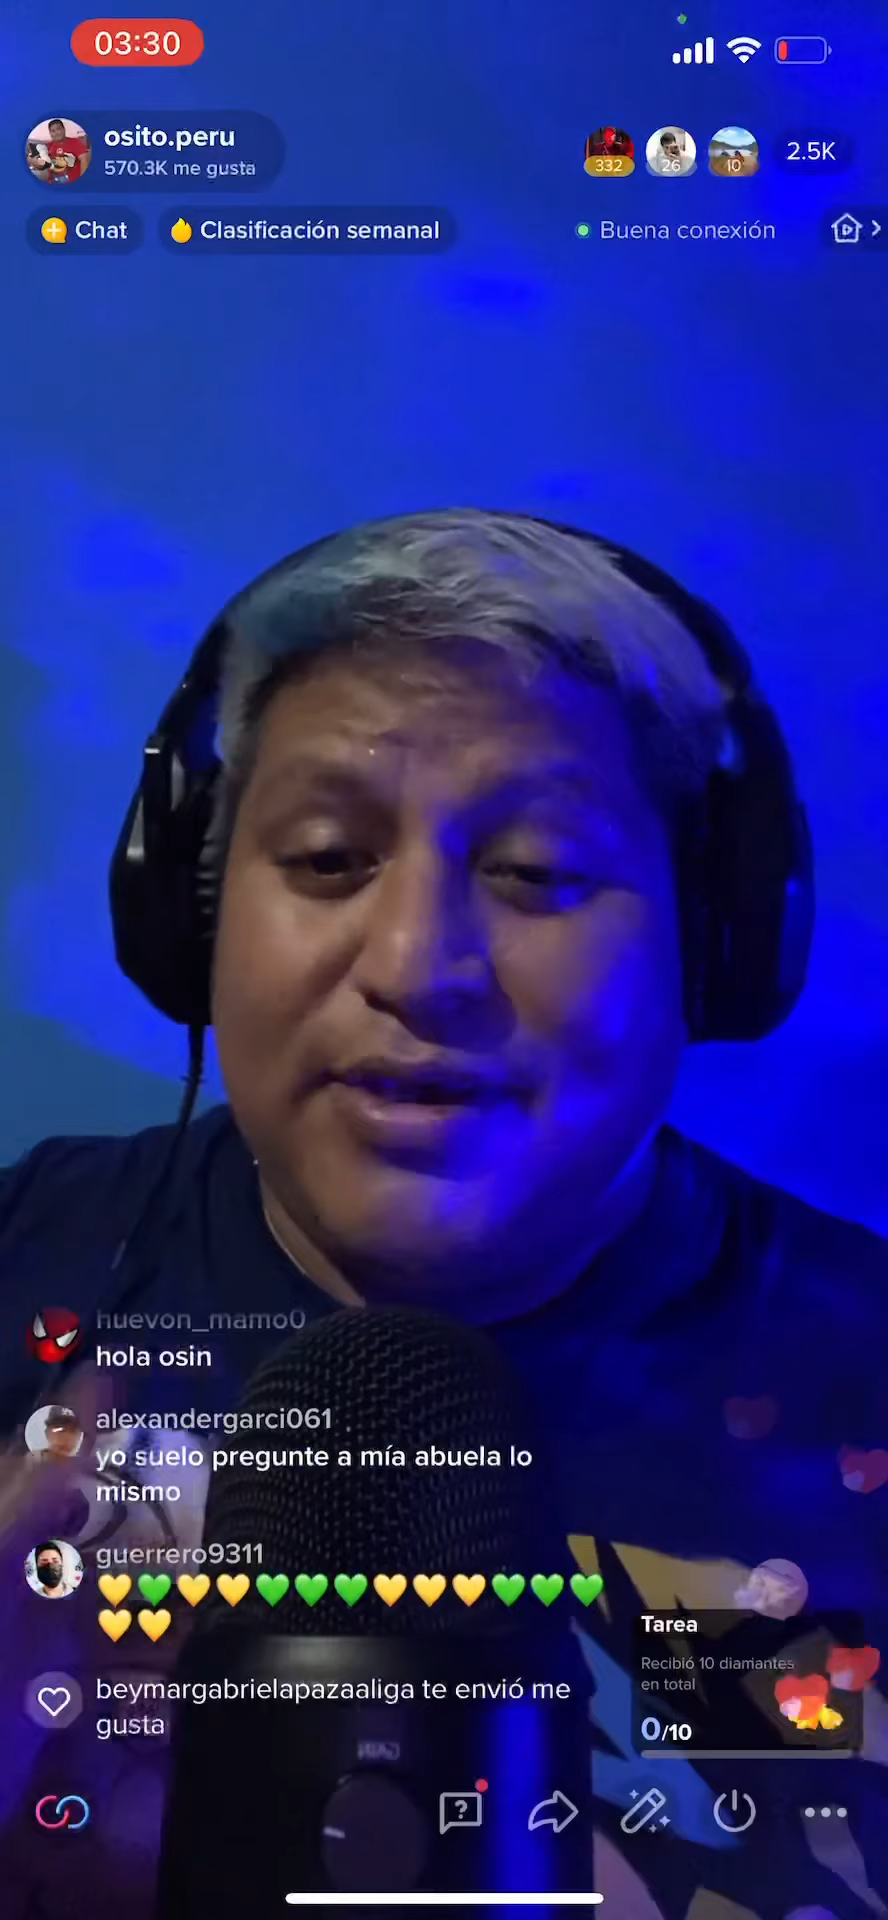 03:30
osito.peru
570.3K me gusta
332
26
10
2.5K
Chat
Clasificación semanal
Buena conexión
huevon_mamo0
hola osin
alexandergarci061
yo suelo pregunte a mía abuela lo
mismo
guerrero9311
💛💚💛💛💚💚💚💛💛💛💚💚💚
💛💛
beymargabrielapazaaliga te envió me
gusta
Tarea
Recibió 10 diamantes
en total
0/10
GAIN